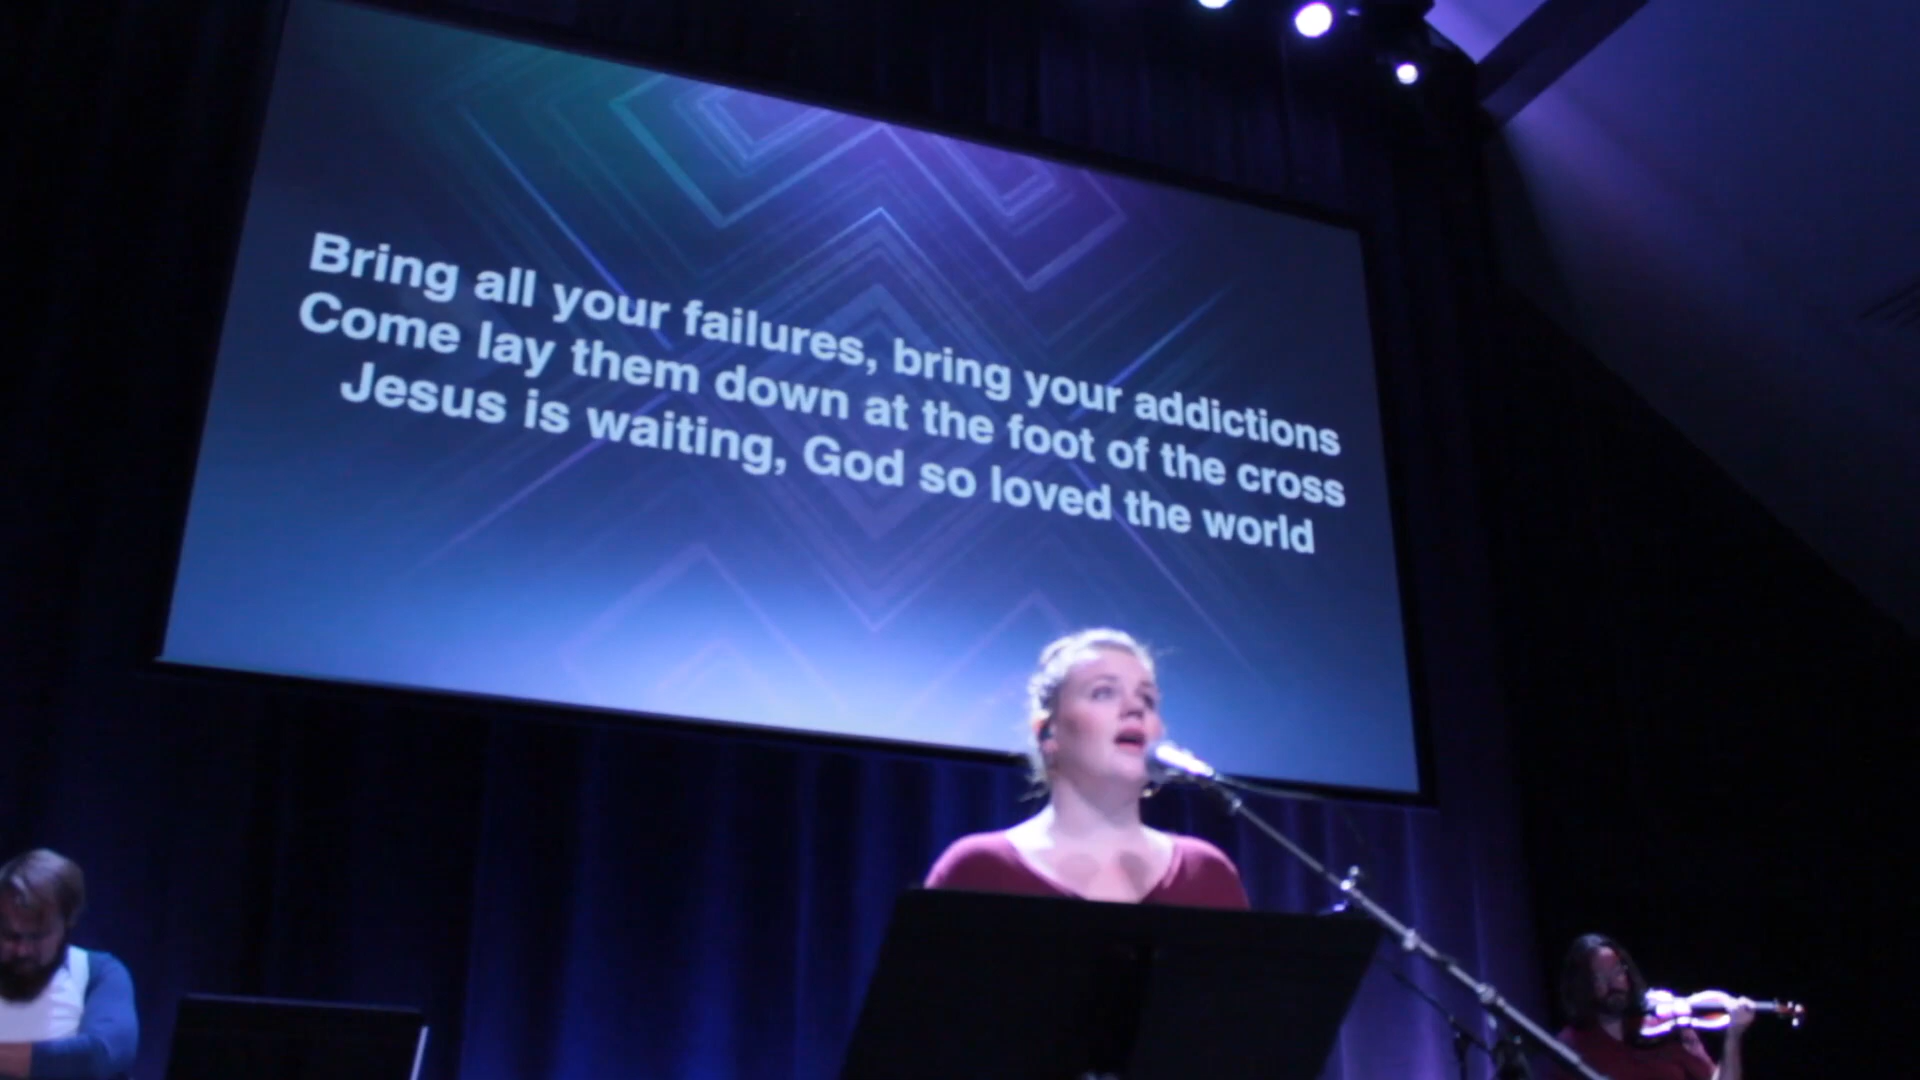 Bring all your failures, bring your addictions
Come lay them down at the foot of the cross
Jesus is waiting, God so loved the world